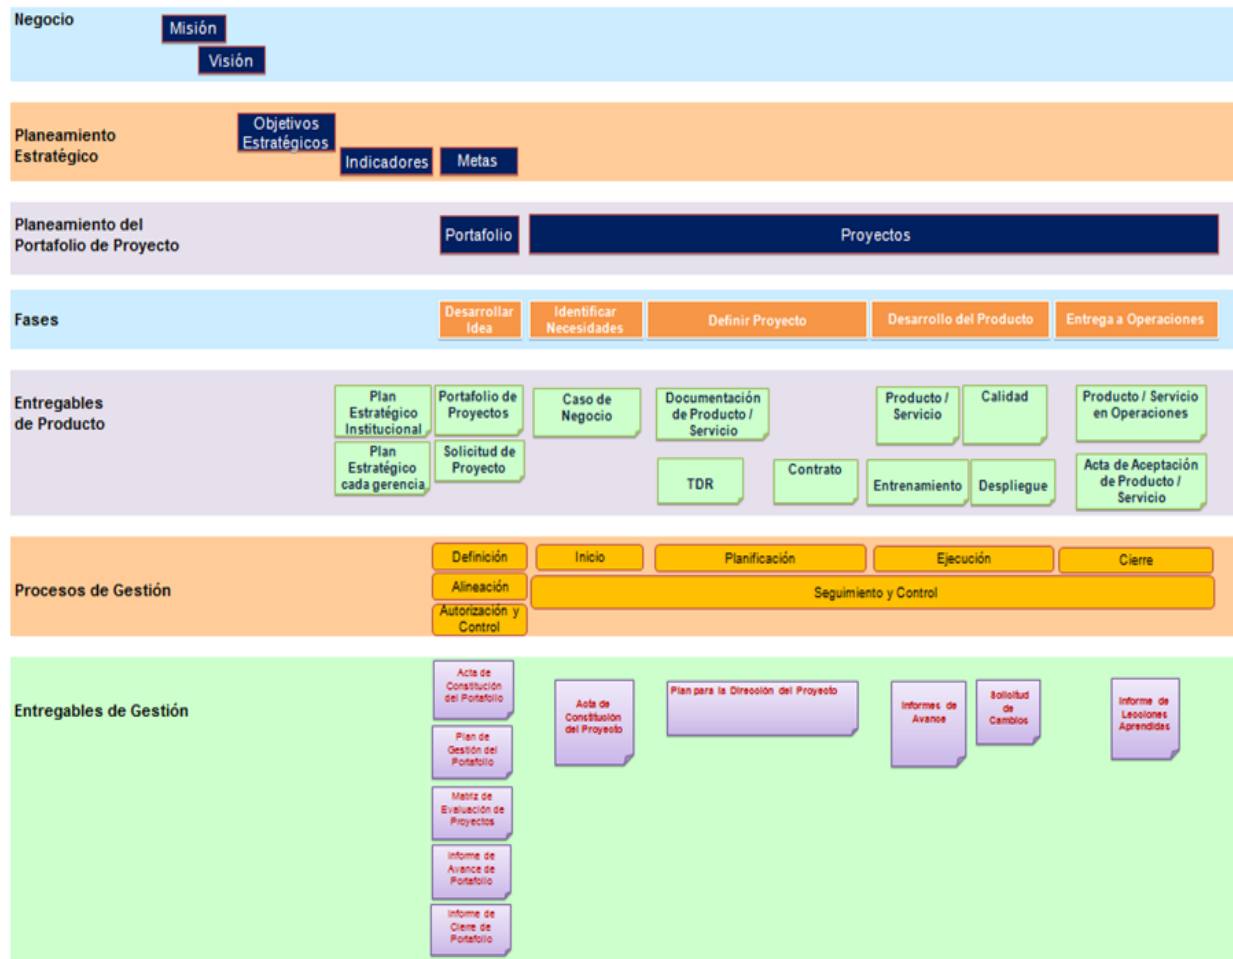 Negocio
Misión
Visión
Planeamiento
Estratégico
Objetivos
Estratégicos
Indicadores
Metas
Planeamiento del
Portafolio de Proyecto
Portafolio
Proyectos
Fases
Desarrollar
Idea
Identificar
Necesidades
Definir Proyecto
Desarrollo del Producto
Entrega a Operaciones
Entregables
de Producto
Plan
Estratégico
Institucional
Portafolio de
Proyectos
Caso de
Negocio
Documentación
de Producto /
Servicio
Producto /
Servicio
Calidad
Producto / Servicio
en Operaciones
Plan
Estratégico
cada gerencia
Solicitud de
Proyecto
TDR
Contrato
Entrenamiento
Despliegue
Acta de Aceptación
de Producto /
Servicio
Procesos de Gestión
Definición
Inicio
Planificación
Ejecución
Cierre
Alineación
Seguimiento y Control
Autorización y
Control
Entregables de Gestión
Acta de
Constitución
del Portafolio
Acta de
Constitución
del Proyecto
Plan para la Dirección del Proyecto
Informes de
Avance
Solicitud
de
Cambios
Informe de
Lecciones
Aprendidas
Plan de
Gestión del
Portafolio
Matriz de
Evaluación de
Proyectos
Informe de
Avance de
Portafolio
Informe de
Cierre de
Portafolio